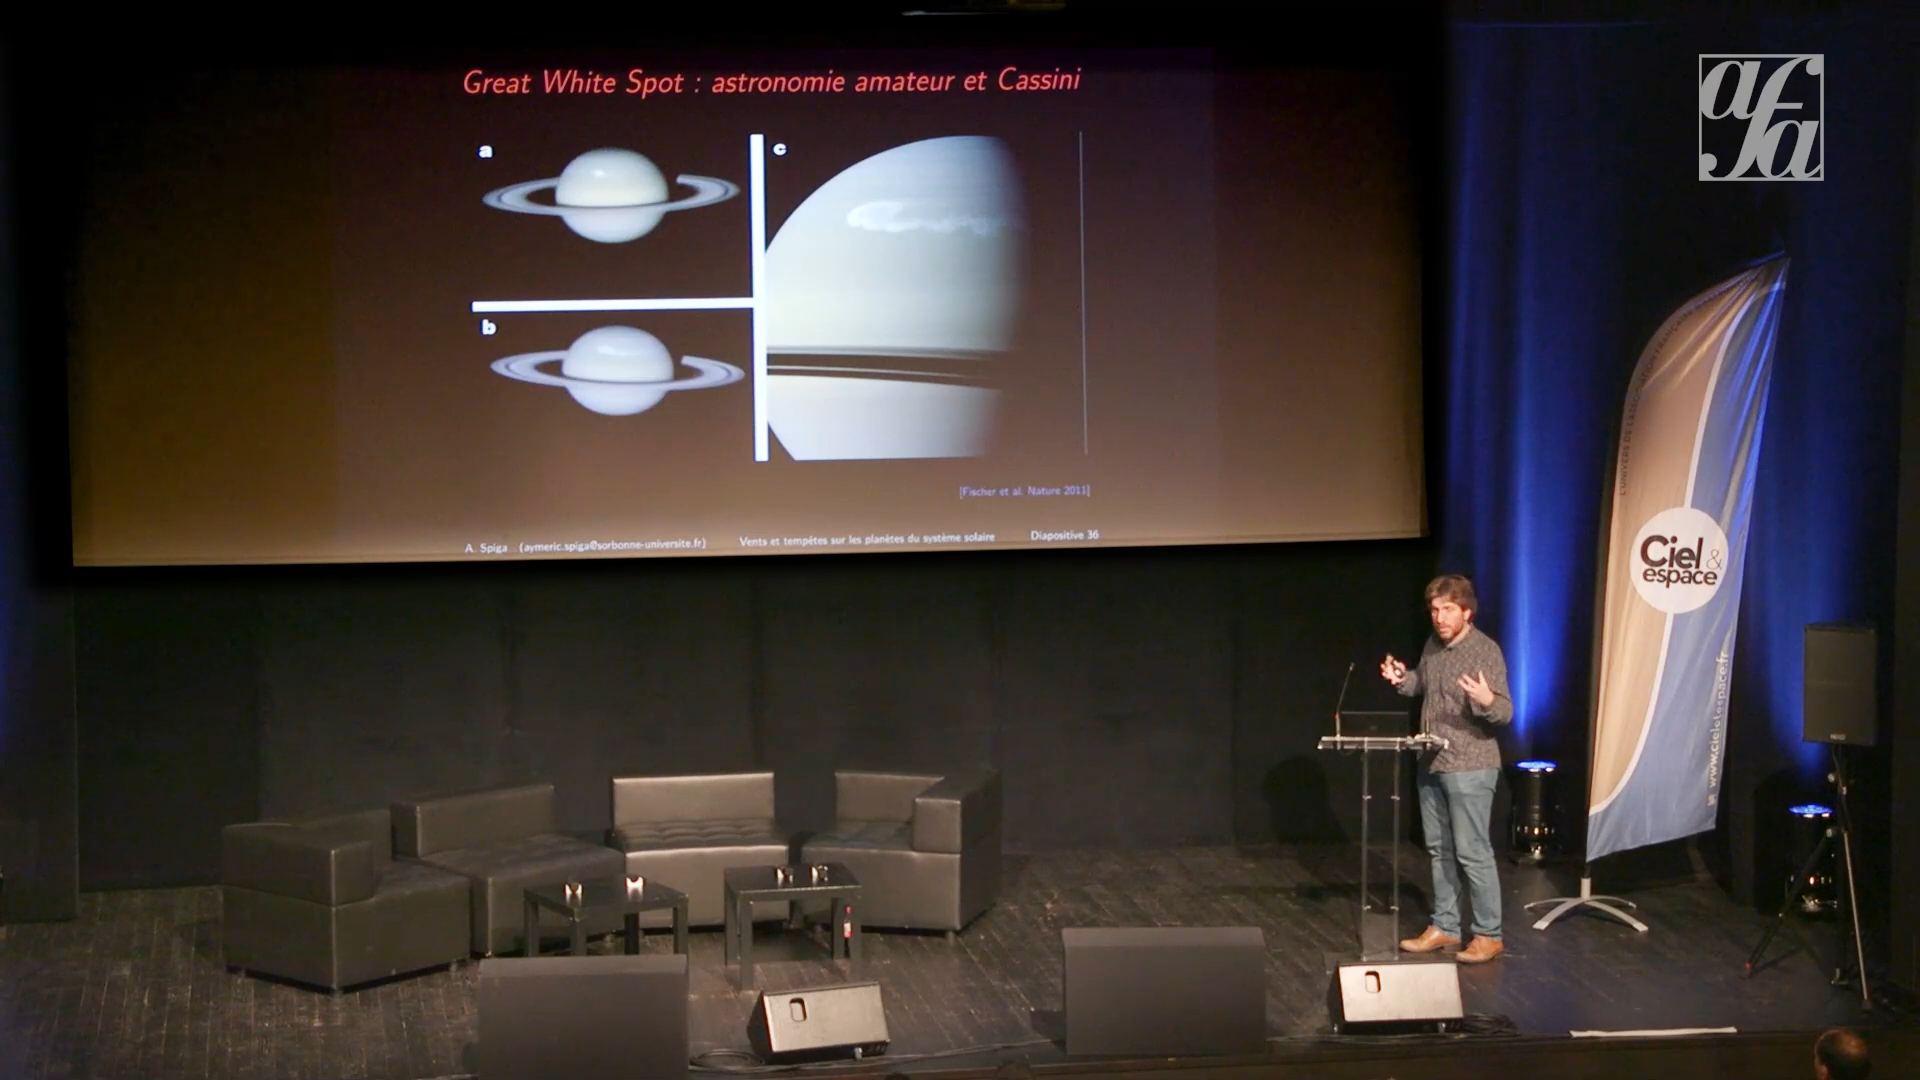 Great White Spot : astronomie amateur et Cassini
a
c
b
[Fischer et al. Nature 2011]
A. Spiga (aymeric.spiga@sorbonne-universite.fr) Vents et tempêtes sur les planètes du système solaire Diapositive 36
afa
Ciel &
espace
www.cieletespace.fr